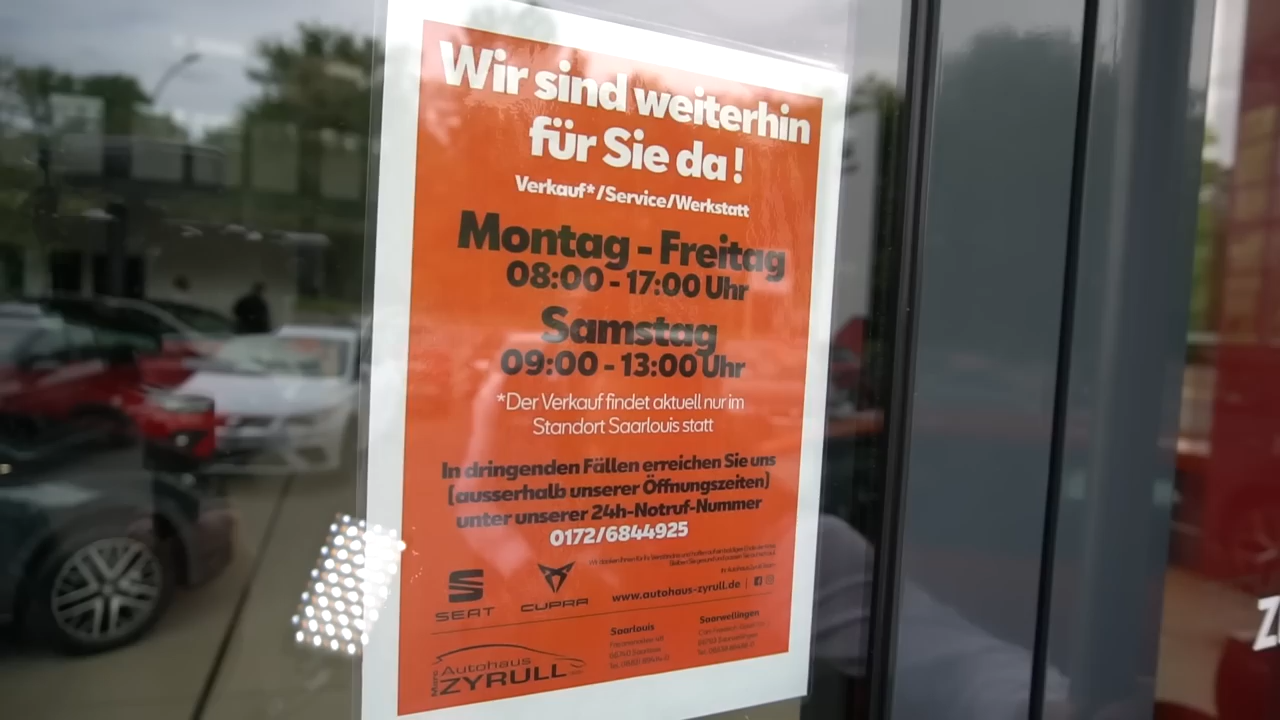 Wir sind weiterhin
für Sie da!
Verkauf*/Service/Werkstatt
Montag - Freitag
08:00 - 17:00 Uhr
Samstag
09:00 - 13:00 Uhr
*Der Verkauf findet aktuell nur im
Standort Saarlouis statt
In dringenden Fällen erreichen Sie uns
(ausserhalb unserer Öffnungszeiten)
unter unserer 24h-Notruf-Nummer
0172/6844925
SEAT
CUPRA
www.autohaus-zyrull.de
Saarlouis
Saarwellingen
Autohaus
ZYRULL